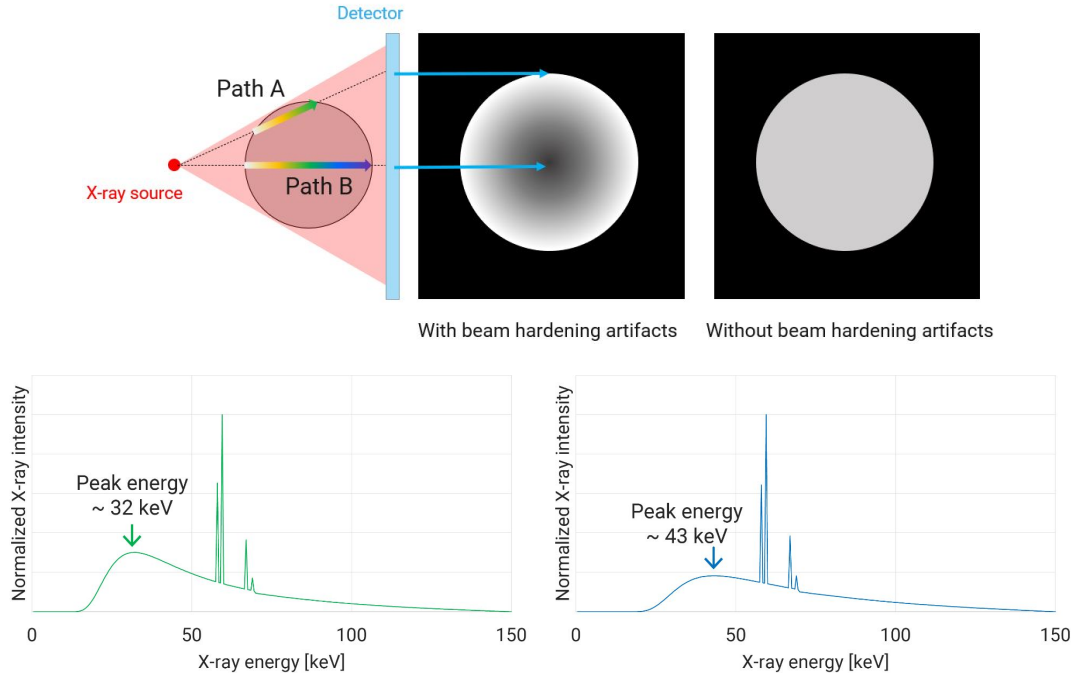 Detector
Path A
Path B
X-ray source
With beam hardening artifacts
Without beam hardening artifacts
Normalized X-ray intensity
Peak energy
~ 32 keV
0
50
100
150
X-ray energy [keV]
Normalized X-ray intensity
Peak energy
~ 43 keV
0
50
100
150
X-ray energy [keV]